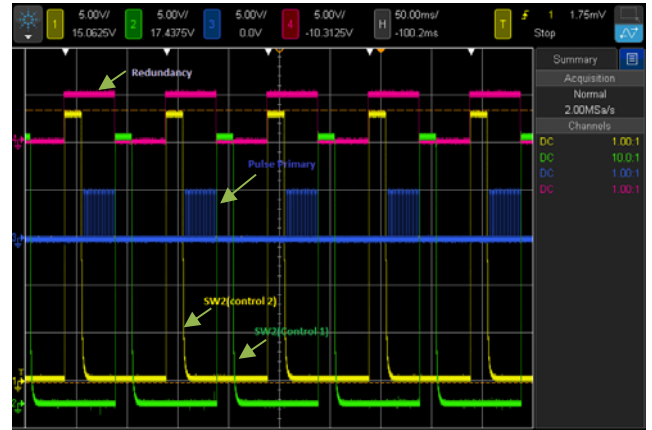 1 5.00V/ 15.0625V
2 5.00V/ 17.4375V
3 5.00V/ 0.0V
4 5.00V/ -10.3125V
H 50.00ms/ -100.2ms
T 1 1.75mV
Stop
Summary
Acquisition
Normal
2.00MSa/s
Channels
DC 1.00:1
DC 10.0:1
DC 1.00:1
DC 1.00:1
Redundancy
Pulse Primary
SW2(control 2)
SW2(Control 1)